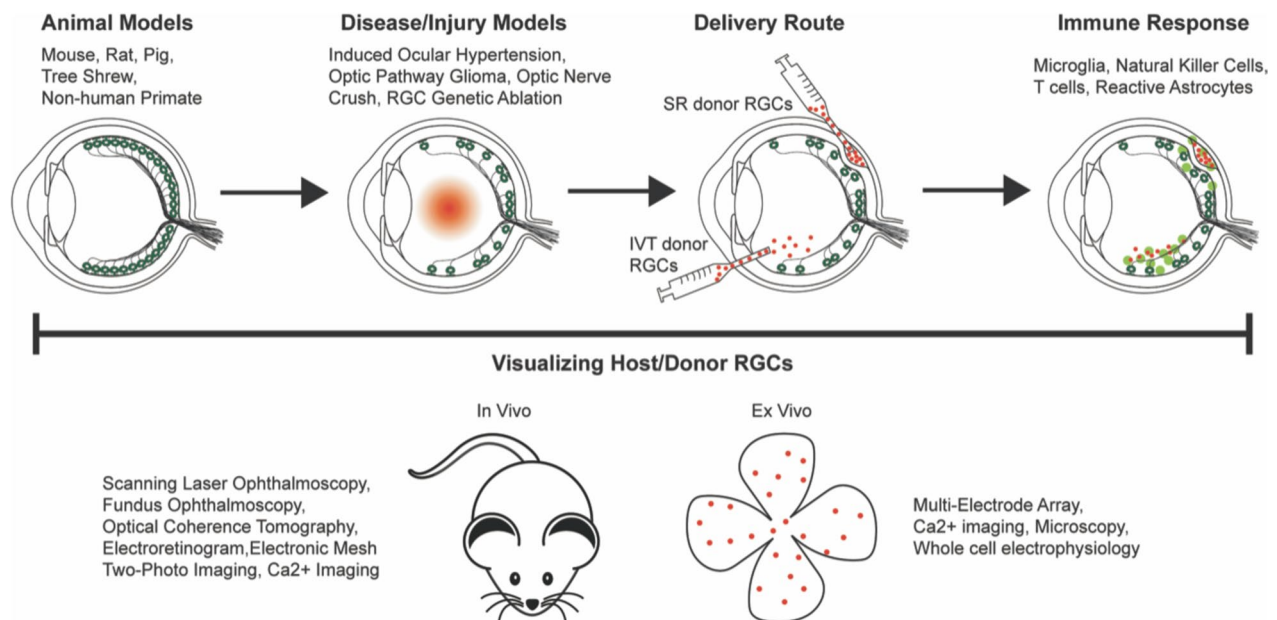 Animal Models
Mouse, Rat, Pig,
Tree Shrew,
Non-human Primate
Disease/Injury Models
Induced Ocular Hypertension,
Optic Pathway Glioma, Optic Nerve
Crush, RGC Genetic Ablation
Delivery Route
SR donor RGCs
IVT donor
RGCs
Immune Response
Microglia, Natural Killer Cells,
T cells, Reactive Astrocytes
Visualizing Host/Donor RGCs
In Vivo
Scanning Laser Ophthalmoscopy,
Fundus Ophthalmoscopy,
Optical Coherence Tomography,
Electroretinogram,Electronic Mesh
Two-Photo Imaging, Ca2+ Imaging
Ex Vivo
Multi-Electrode Array,
Ca2+ imaging, Microscopy,
Whole cell electrophysiology